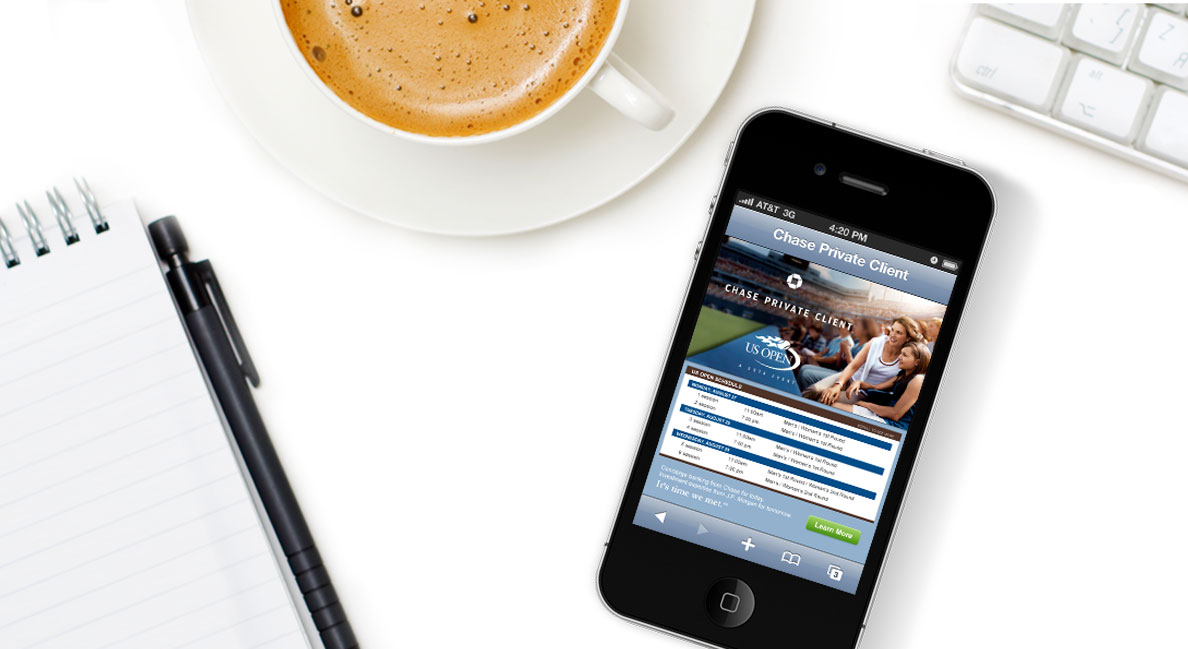 ctrl
alt
Z
A
AT&T 3G
4:20 PM
Chase Private Client
CHASE PRIVATE CLIENT
US OPEN
A USTA EVENT
US OPEN SCHEDULE
MONDAY, AUGUST 27
1 session 11:00am Men's / Women's 1st Round
2 session 7:00 pm Men's / Women's 1st Round
TUESDAY, AUGUST 28
3 session 11:00am Men's / Women's 1st Round
4 session 7:00 pm Men's / Women's 1st Round
WEDNESDAY, AUGUST 29
5 session 11:00am Men's 1st Round / Women's 2nd Round
6 session 7:00 pm Men's / Women's 2nd Round
Concierge banking from Chase for today.
Investment expertise from J.P. Morgan for tomorrow.
It's time we met.
Learn More
3